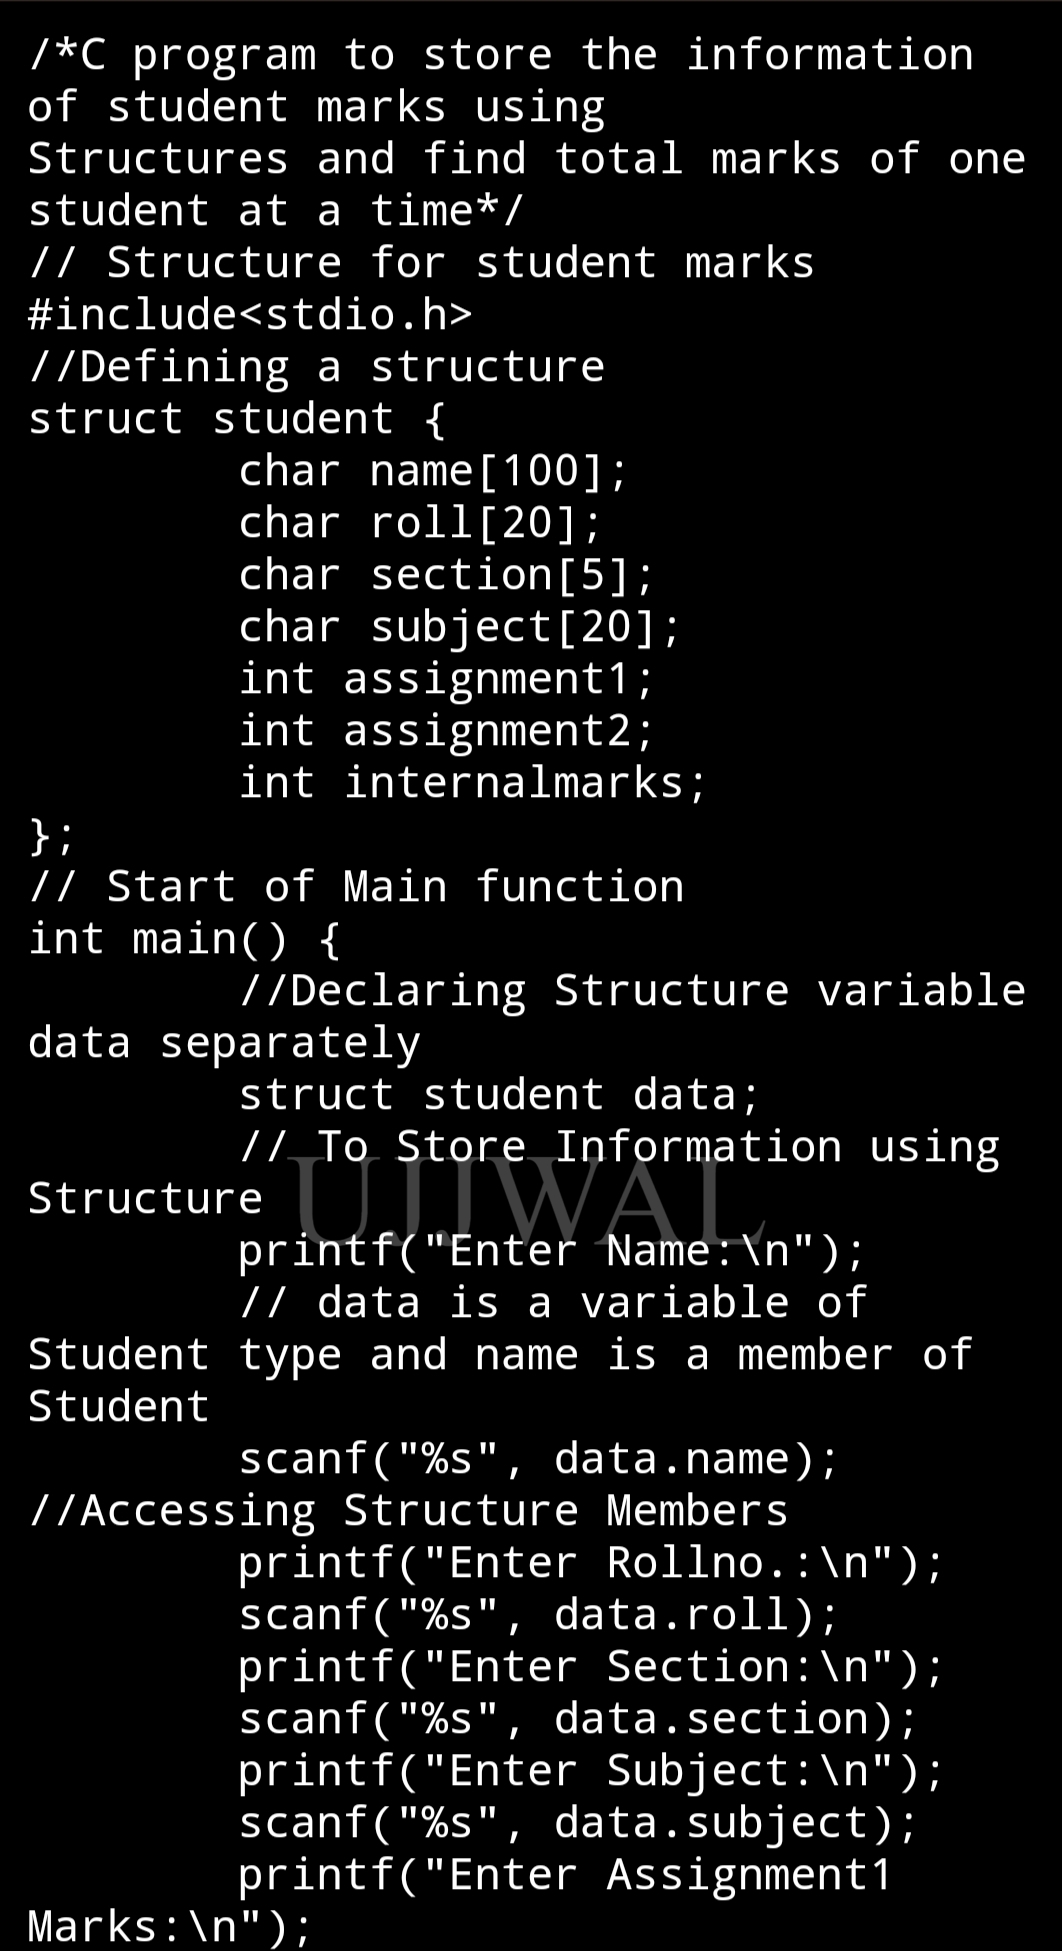 /*C program to store the information
of student marks using
Structures and find total marks of one
student at a time*/
// Structure for student marks
#include<stdio.h>
//Defining a structure
struct student {
        char name[100];
        char roll[20];
        char section[5];
        char subject[20];
        int assignment1;
        int assignment2;
        int internalmarks;
};
// Start of Main function
int main() {
        //Declaring Structure variable
data separately
        struct student data;
        // To Store Information using
Structure
UJJWAL
        printf("Enter Name:\n");
        // data is a variable of
Student type and name is a member of
Student
        scanf("%s", data.name);
//Accessing Structure Members
        printf("Enter Rollno.:\n");
        scanf("%s", data.roll);
        printf("Enter Section:\n");
        scanf("%s", data.section);
        printf("Enter Subject:\n");
        scanf("%s", data.subject);
        printf("Enter Assignment1
Marks:\n");